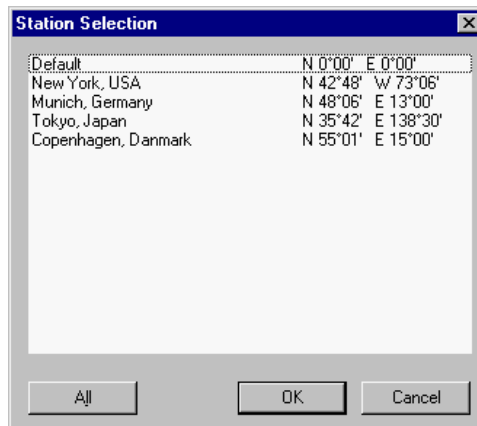 Station Selection
Default N 0°00' E 0°00'
New York, USA N 42°48' W 73°06'
Munich, Germany N 48°06' E 13°00'
Tokyo, Japan N 35°42' E 138°30'
Copenhagen, Danmark N 55°01' E 15°00'
All OK Cancel